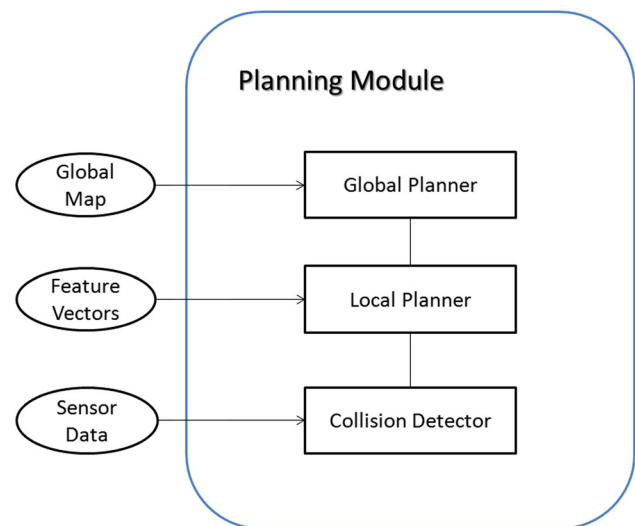 Planning Module
Global
Map
Global Planner
Feature
Vectors
Local Planner
Sensor
Data
Collision Detector